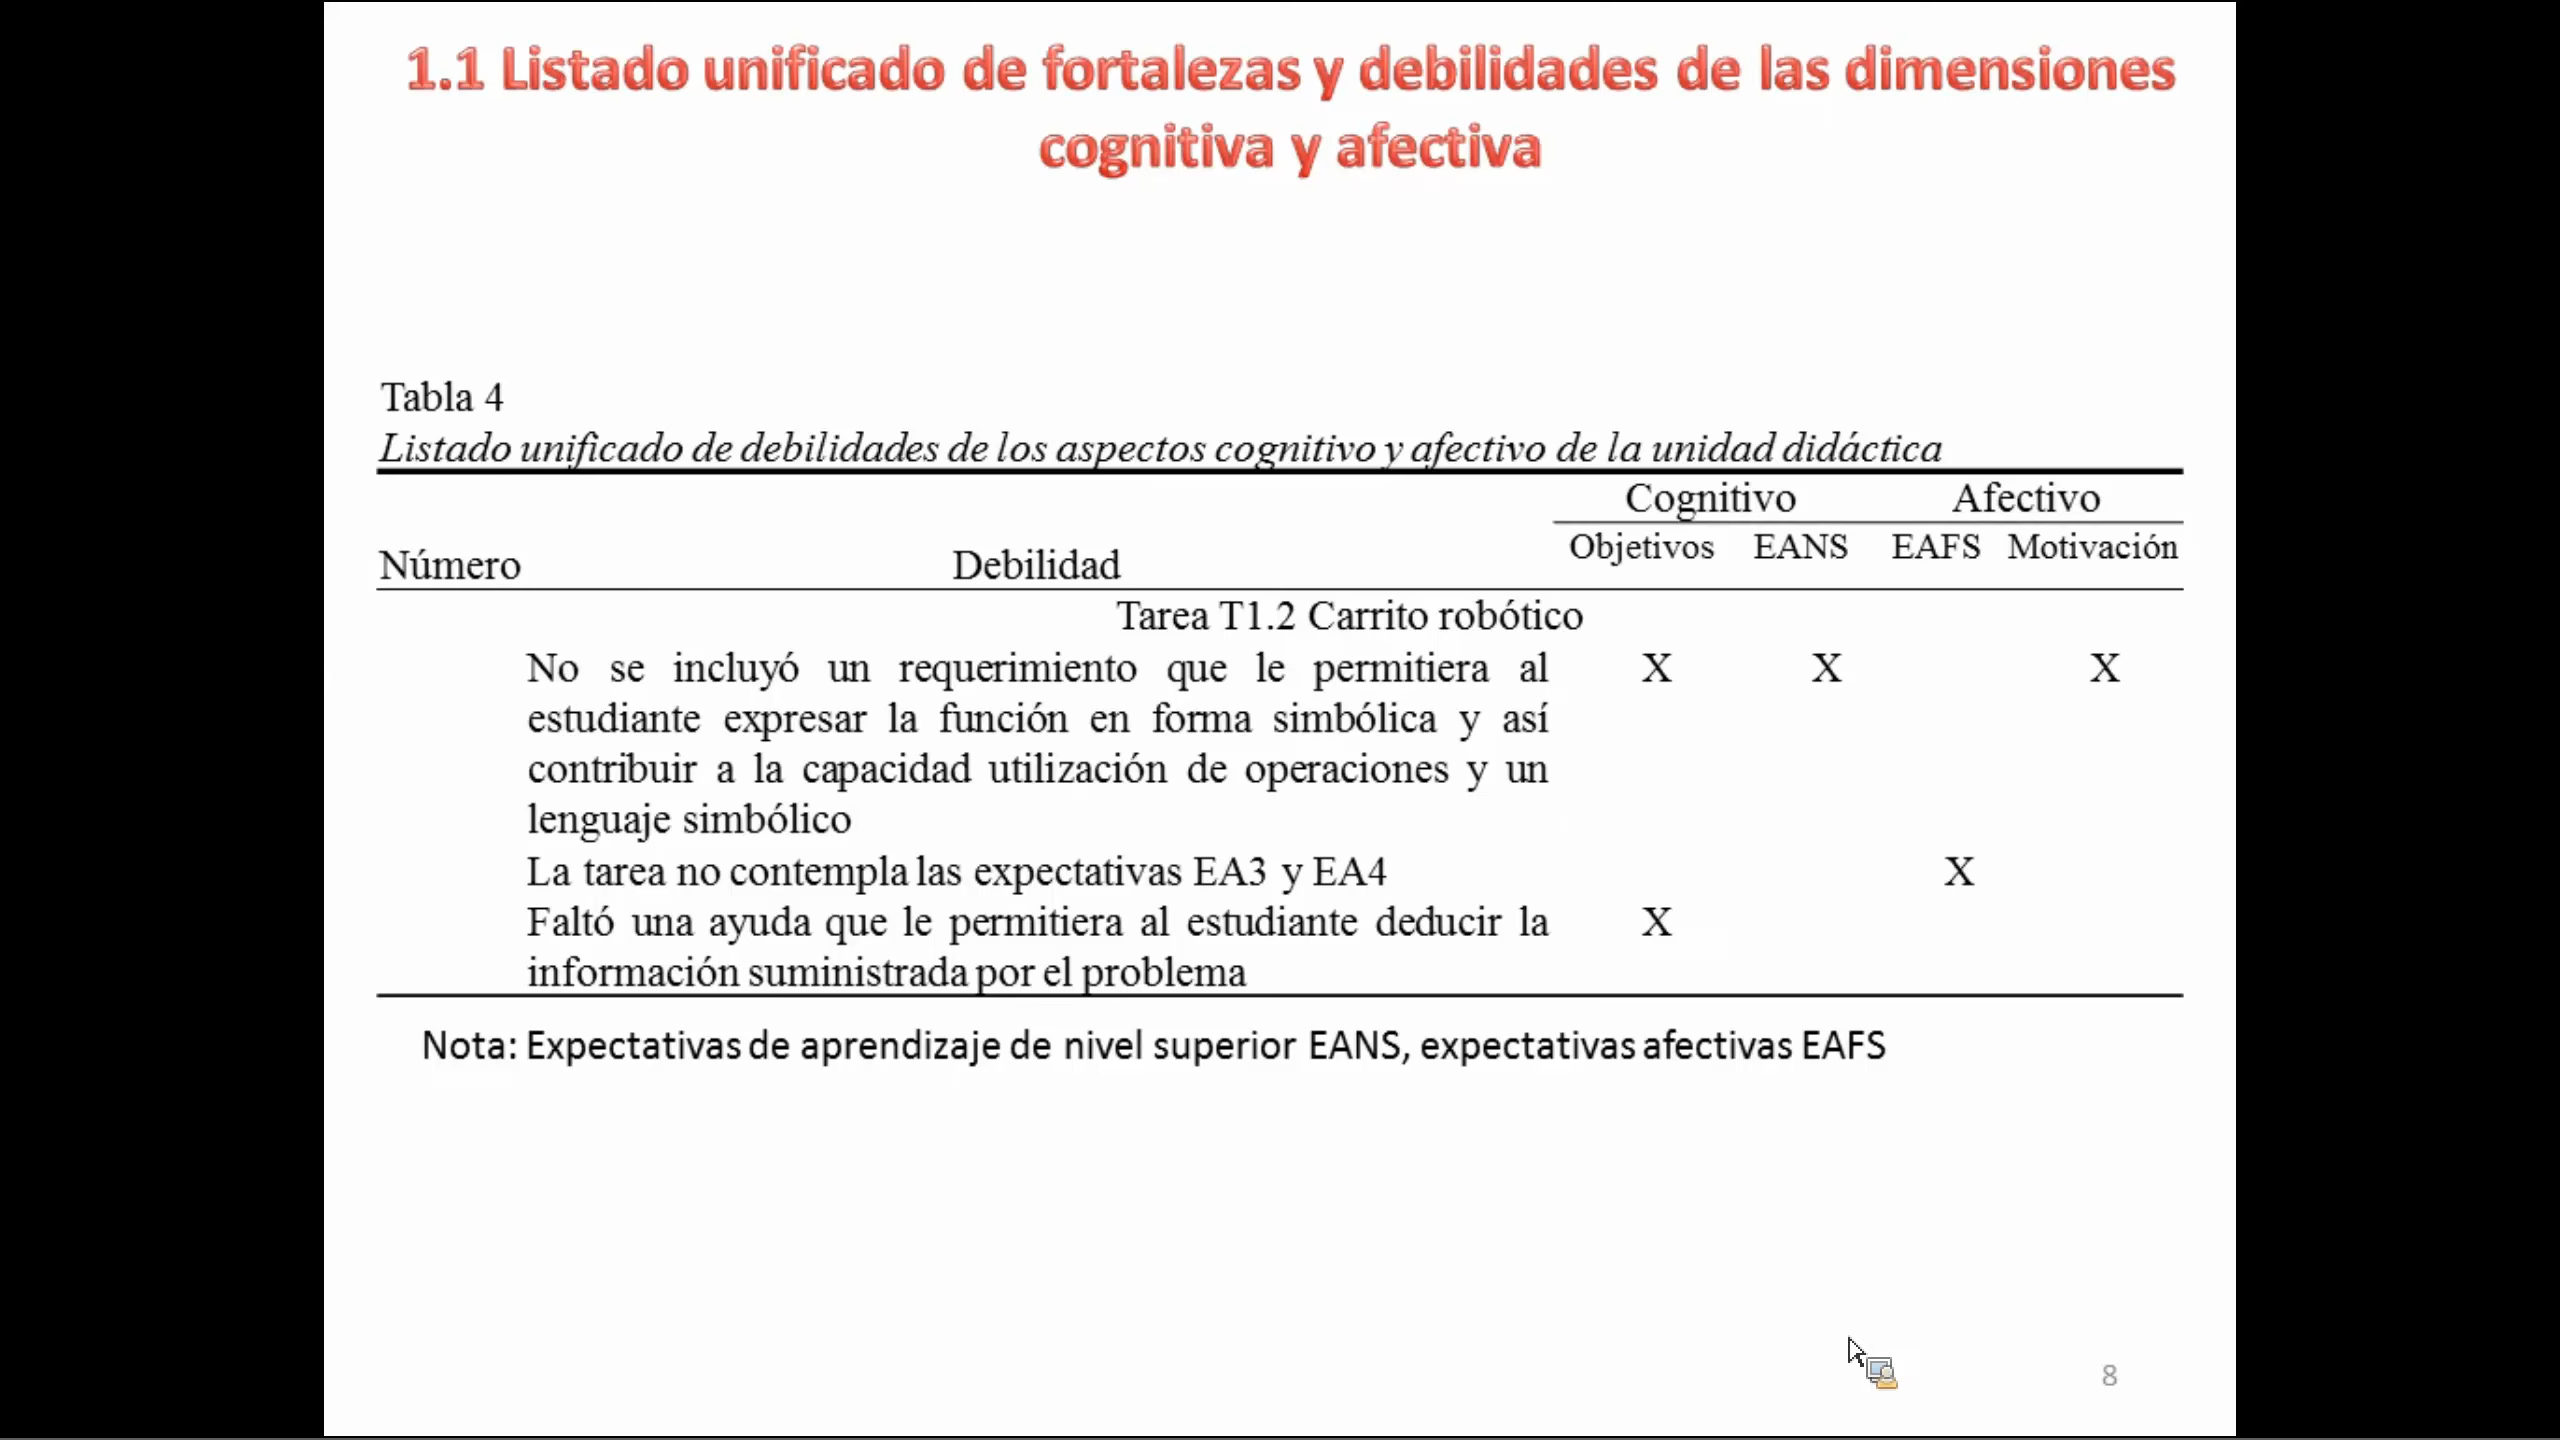 1.1 Listado unificado de fortalezas y debilidades de las dimensiones
cognitiva y afectiva
Tabla 4
Listado unificado de debilidades de los aspectos cognitivo y afectivo de la unidad didáctica
Cognitivo Afectivo
Número Debilidad Objetivos EANS EAFS Motivación
Tarea T1.2 Carrito robótico
No se incluyó un requerimiento que le permitiera al X X X
estudiante expresar la función en forma simbólica y así
contribuir a la capacidad utilización de operaciones y un
lenguaje simbólico
La tarea no contempla las expectativas EA3 y EA4 X
Faltó una ayuda que le permitiera al estudiante deducir la X
información suministrada por el problema
Nota: Expectativas de aprendizaje de nivel superior EANS, expectativas afectivas EAFS
8